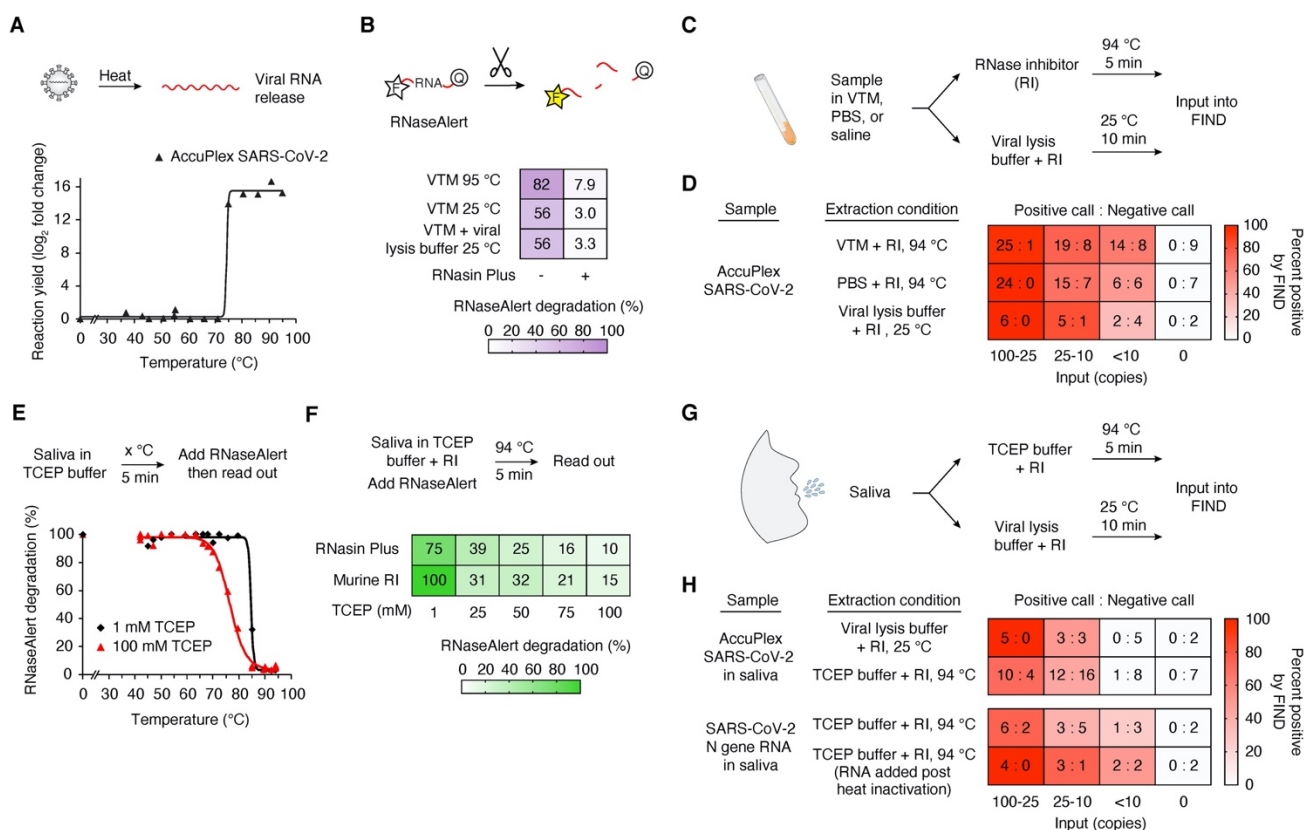 A
Heat
Viral RNA
release
AccuPlex SARS-CoV-2
Reaction yield (log2 fold change)
16
12
8
4
0
0 30 40 50 60 70 80 90 100
Temperature (°C)
B
F
RNA
Q
Q
F
RNaseAlert
VTM 95 °C 82 7.9
VTM 25 °C 56 3.0
VTM + viral
lysis buffer 25 °C 56 3.3
RNasin Plus - +
RNaseAlert degradation (%)
0 20 40 60 80 100
C
Sample
in VTM,
PBS, or
saline
RNase inhibitor
(RI)
94 °C
5 min
Viral lysis
buffer + RI
25 °C
10 min
Input into
FIND
D
Sample Extraction condition Positive call : Negative call
AccuPlex
SARS-CoV-2
VTM + RI, 94 °C 25 : 1 19 : 8 14 : 8 0 : 9
PBS + RI, 94 °C 24 : 0 15 : 7 6 : 6 0 : 7
Viral lysis buffer
+ RI , 25 °C 6 : 0 5 : 1 2 : 4 0 : 2
100-25 25-10 <10 0
Input (copies)
100
80
60
40
20
0
Percent positive
by FIND
E
Saliva in
TCEP buffer
x °C
5 min
Add RNaseAlert
then read out
RNaseAlert degradation (%)
100
80
60
40
20
0
1 mM TCEP
100 mM TCEP
0 30 40 50 60 70 80 90 100
Temperature (°C)
F
Saliva in TCEP
buffer + RI
Add RNaseAlert
94 °C
5 min
Read out
RNasin Plus 75 39 25 16 10
Murine RI 100 31 32 21 15
TCEP (mM) 1 25 50 75 100
RNaseAlert degradation (%)
0 20 40 60 80 100
G
Saliva
TCEP buffer
+ RI
94 °C
5 min
Viral lysis
buffer + RI
25 °C
10 min
Input into
FIND
H
Sample Extraction condition Positive call : Negative call
AccuPlex
SARS-CoV-2
in saliva
Viral lysis buffer
+ RI, 25 °C 5 : 0 3 : 3 0 : 5 0 : 2
TCEP buffer + RI, 94 °C 10 : 4 12 : 16 1 : 8 0 : 7
SARS-CoV-2
N gene RNA
in saliva
TCEP buffer + RI, 94 °C 6 : 2 3 : 5 1 : 3 0 : 2
TCEP buffer + RI, 94 °C
(RNA added post
heat inactivation) 4 : 0 3 : 1 2 : 2 0 : 2
100-25 25-10 <10 0
Input (copies)
100
80
60
40
20
0
Percent positive
by FIND